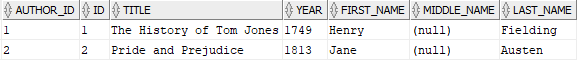 AUTHOR_ID ID TITLE YEAR FIRST_NAME MIDDLE_NAME LAST_NAME
1 1 The History of Tom Jones 1749 Henry (null) Fielding
2 2 Pride and Prejudice 1813 Jane (null) Austen